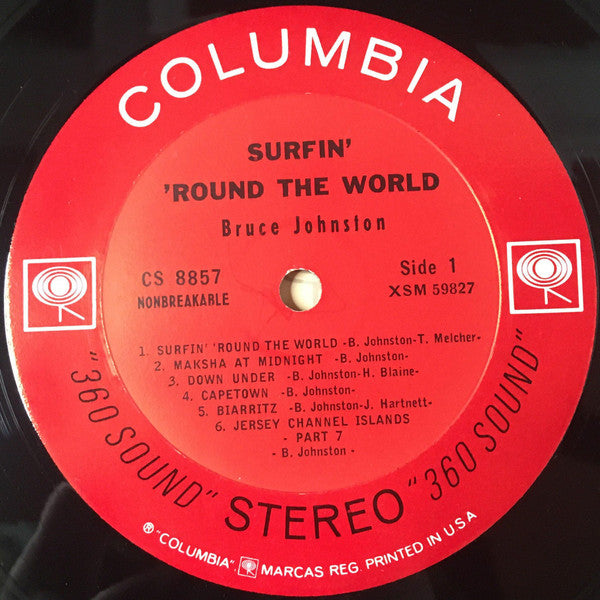 COLUMBIA
SURFIN'
'ROUND THE WORLD
Bruce Johnston
CS 8857
NONBREAKABLE
Side 1
XSM 59827
1. SURFIN' 'ROUND THE WORLD -B. Johnston-T. Melcher-
2. MAKSHA AT MIDNIGHT -B. Johnston-
3. DOWN UNDER -B. Johnston-H. Blaine-
4. CAPETOWN -B. Johnston-
5. BIARRITZ -B. Johnston-J. Hartnett-
6. JERSEY CHANNEL ISLANDS
- PART 7
- B. Johnston -
"360 SOUND" STEREO "360 SOUND"
® "COLUMBIA", MARCAS REG. PRINTED IN U.S.A.